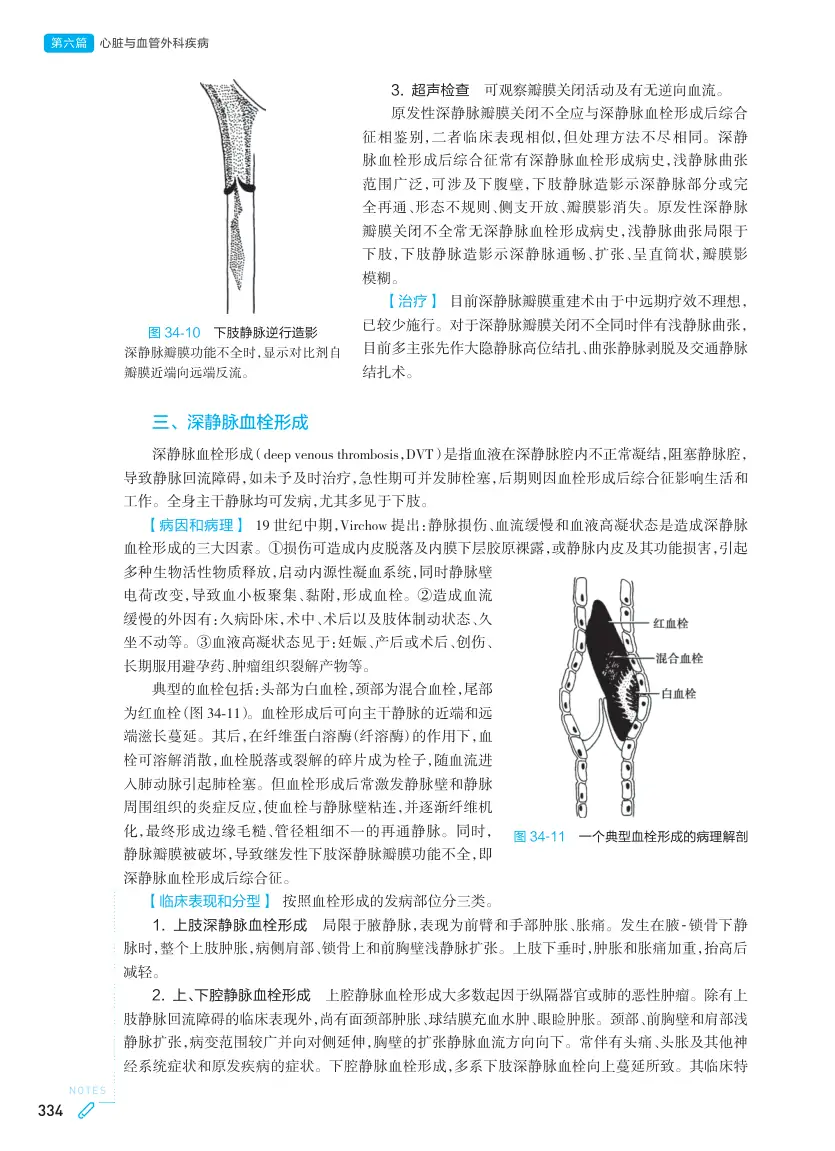 第六篇 心脏与血管外科疾病
图 34-10 下肢静脉逆行造影
深静脉瓣膜功能不全时,显示对比剂自
瓣膜近端向远端反流。
3. 超声检查 可观察瓣膜关闭活动及有无逆向血流。
原发性深静脉瓣膜关闭不全应与深静脉血栓形成后综合
征相鉴别,二者临床表现相似,但处理方法不尽相同。深静
脉血栓形成后综合征常有深静脉血栓形成病史,浅静脉曲张
范围广泛,可涉及下腹壁,下肢静脉造影示深静脉部分或完
全再通、形态不规则、侧支开放、瓣膜影消失。原发性深静脉
瓣膜关闭不全常无深静脉血栓形成病史,浅静脉曲张局限于
下肢,下肢静脉造影示深静脉通畅、扩张、呈直筒状,瓣膜影
模糊。
【治疗】 目前深静脉瓣膜重建术由于中远期疗效不理想,
已较少施行。对于深静脉瓣膜关闭不全同时伴有浅静脉曲张,
目前多主张先作大隐静脉高位结扎、曲张静脉剥脱及交通静脉
结扎术。
三、深静脉血栓形成
深静脉血栓形成(deep venous thrombosis,DVT)是指血液在深静脉腔内不正常凝结,阻塞静脉腔,
导致静脉回流障碍,如未予及时治疗,急性期可并发肺栓塞,后期则因血栓形成后综合征影响生活和
工作。全身主干静脉均可发病,尤其多见于下肢。
【病因和病理】 19 世纪中期,Virchow 提出:静脉损伤、血流缓慢和血液高凝状态是造成深静脉
血栓形成的三大因素。①损伤可造成内皮脱落及内膜下层胶原裸露,或静脉内皮及其功能损害,引起
多种生物活性物质释放,启动内源性凝血系统,同时静脉壁
电荷改变,导致血小板聚集、黏附,形成血栓。②造成血流
缓慢的外因有:久病卧床,术中、术后以及肢体制动状态、久
坐不动等。③血液高凝状态见于:妊娠、产后或术后、创伤、
长期服用避孕药、肿瘤组织裂解产物等。
典型的血栓包括:头部为白血栓,颈部为混合血栓,尾部
为红血栓(图 34-11)。血栓形成后可向主干静脉的近端和远
端滋长蔓延。其后,在纤维蛋白溶酶(纤溶酶)的作用下,血
栓可溶解消散,血栓脱落或裂解的碎片成为栓子,随血流进
入肺动脉引起肺栓塞。但血栓形成后常激发静脉壁和静脉
周围组织的炎症反应,使血栓与静脉壁粘连,并逐渐纤维机
化,最终形成边缘毛糙、管径粗细不一的再通静脉。同时,
静脉瓣膜被破坏,导致继发性下肢深静脉瓣膜功能不全,即
深静脉血栓形成后综合征。
红血栓
混合血栓
白血栓
图 34-11 一个典型血栓形成的病理解剖
【临床表现和分型】 按照血栓形成的发病部位分三类。
1. 上肢深静脉血栓形成 局限于腋静脉,表现为前臂和手部肿胀、胀痛。发生在腋-锁骨下静
脉时,整个上肢肿胀,病侧肩部、锁骨上和前胸壁浅静脉扩张。上肢下垂时,肿胀和胀痛加重,抬高后
减轻。
2. 上、下腔静脉血栓形成 上腔静脉血栓形成大多数起因于纵隔器官或肺的恶性肿瘤。除有上
肢静脉回流障碍的临床表现外,尚有面颈部肿胀、球结膜充血水肿、眼睑肿胀。颈部、前胸壁和肩部浅
静脉扩张,病变范围较广并向对侧延伸,胸壁的扩张静脉血流方向向下。常伴有头痛、头胀及其他神
经系统症状和原发疾病的症状。下腔静脉血栓形成,多系下肢深静脉血栓向上蔓延所致。其临床特
NOTES
334